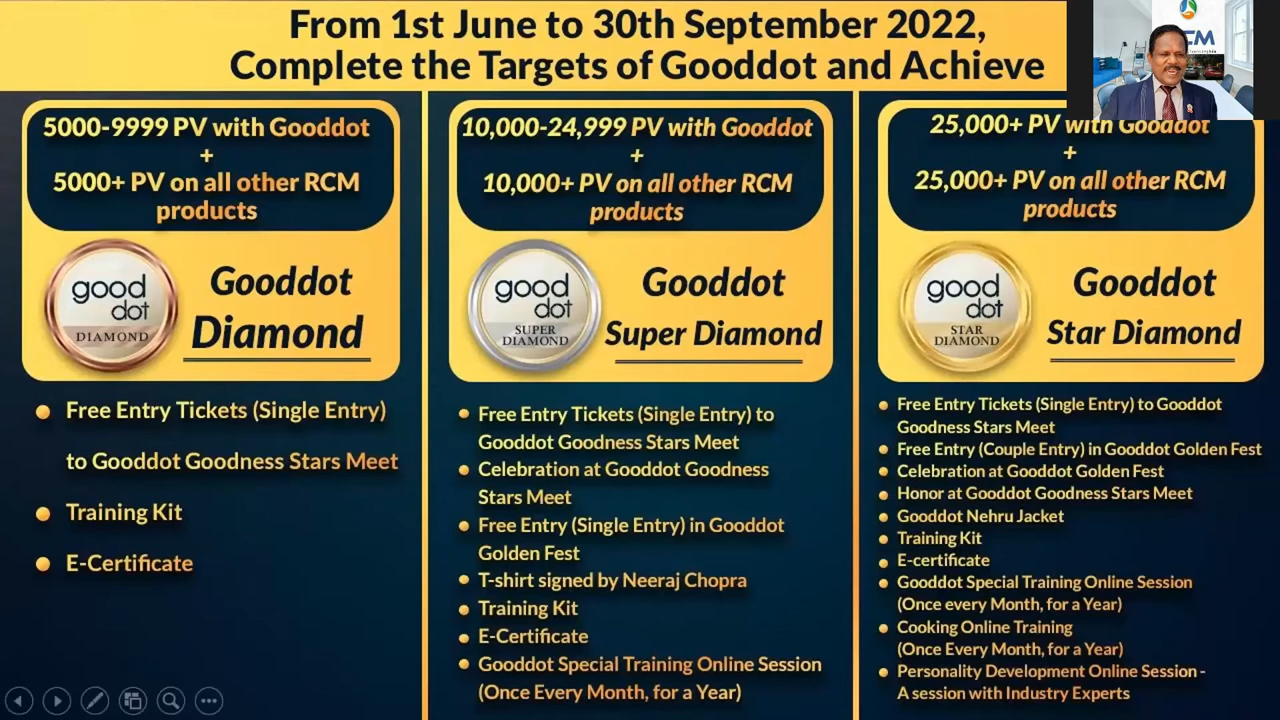 From 1st June to 30th September 2022,
Complete the Targets of Gooddot and Achieve
5000-9999 PV with Gooddot
+
5000+ PV on all other RCM
products
good
dot
DIAMOND
Gooddot
Diamond
Free Entry Tickets (Single Entry)
to Gooddot Goodness Stars Meet
Training Kit
E-Certificate
10,000-24,999 PV with Gooddot
+
10,000+ PV on all other RCM
products
good
dot
SUPER
DIAMOND
Gooddot
Super Diamond
Free Entry Tickets (Single Entry) to
Gooddot Goodness Stars Meet
Celebration at Gooddot Goodness
Stars Meet
Free Entry (Single Entry) in Gooddot
Golden Fest
T-shirt signed by Neeraj Chopra
Training Kit
E-Certificate
Gooddot Special Training Online Session
(Once Every Month, for a Year)
25,000+ PV with Gooddot
+
25,000+ PV on all other RCM
products
good
dot
STAR
DIAMOND
Gooddot
Star Diamond
Free Entry Tickets (Single Entry) to Gooddot
Goodness Stars Meet
Free Entry (Couple Entry) in Gooddot Golden Fest
Celebration at Gooddot Golden Fest
Honor at Gooddot Goodness Stars Meet
Gooddot Nehru Jacket
Training Kit
E-certificate
Gooddot Special Training Online Session
(Once every Month, for a Year)
Cooking Online Training
(Once Every Month, for a Year)
Personality Development Online Session -
A session with Industry Experts